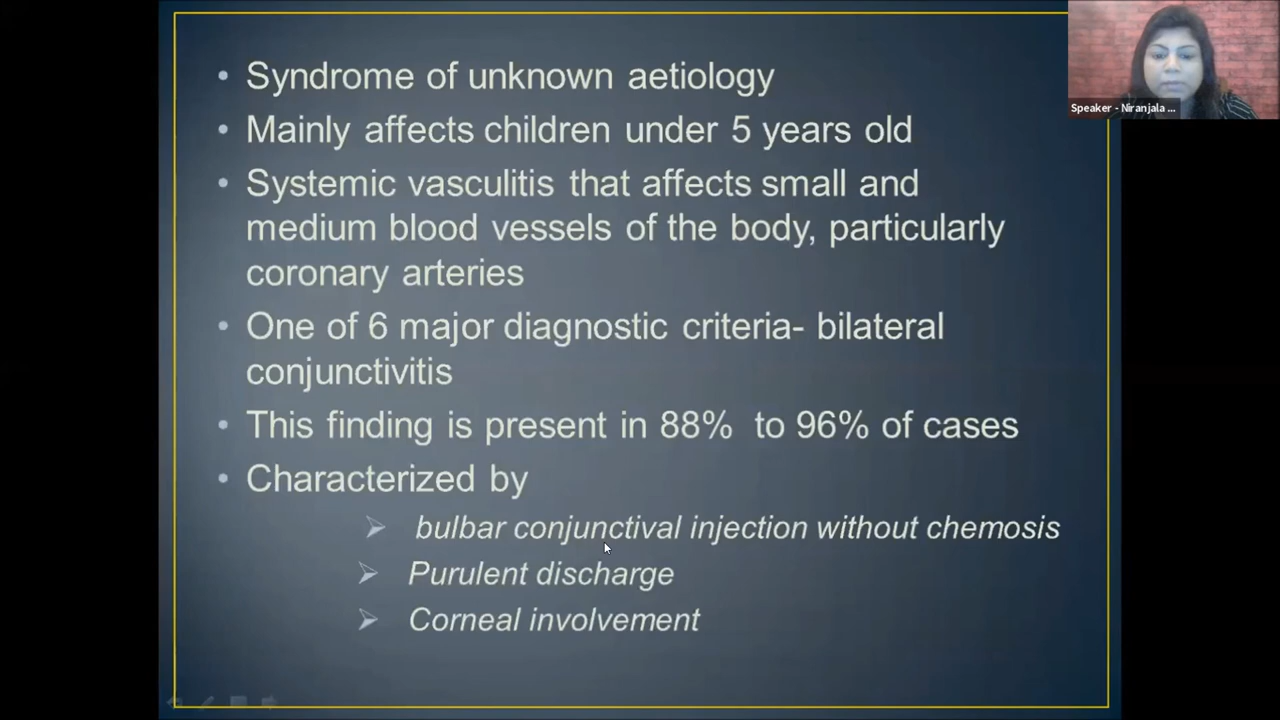 • Syndrome of unknown aetiology
• Mainly affects children under 5 years old
• Systemic vasculitis that affects small and
medium blood vessels of the body, particularly
coronary arteries
• One of 6 major diagnostic criteria- bilateral
conjunctivitis
• This finding is present in 88% to 96% of cases
• Characterized by
➢ bulbar conjunctival injection without chemosis
➢ Purulent discharge
➢ Corneal involvement
Speaker - Niranjala ...